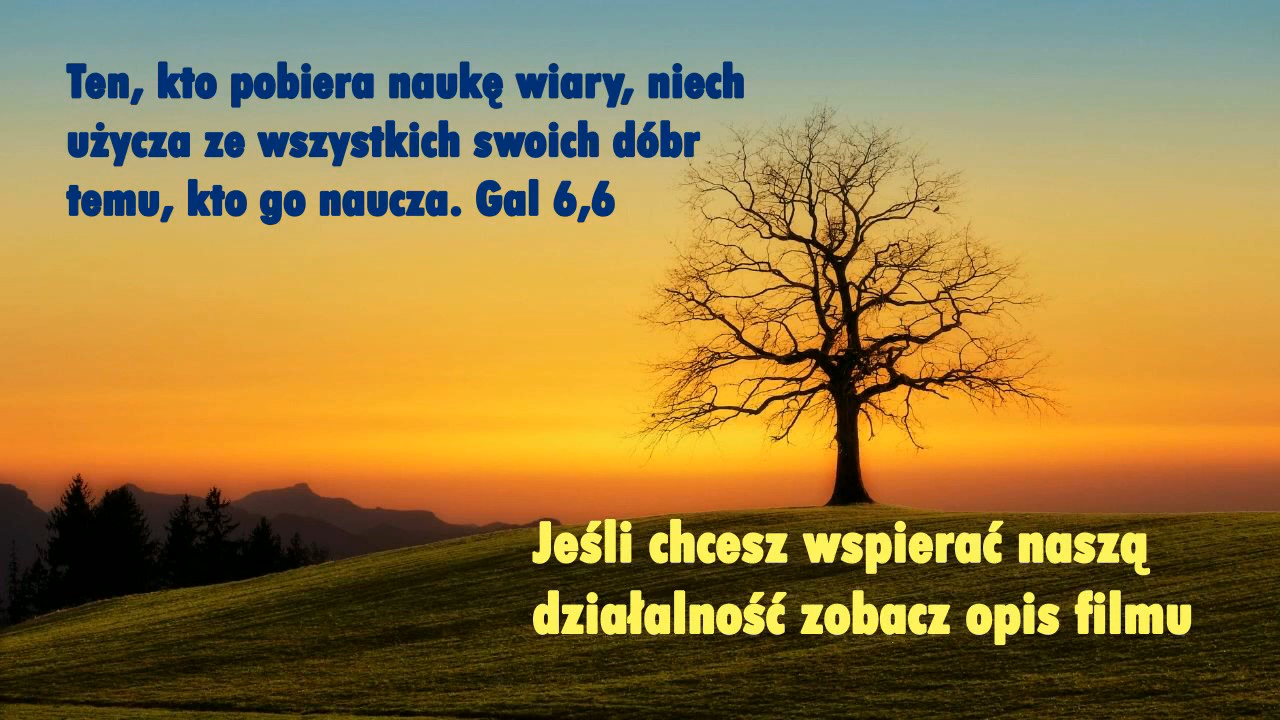 Ten, kto pobiera naukę wiary, niech
użycza ze wszystkich swoich dóbr
temu, kto go naucza. Gal 6,6
Jeśli chcesz wspierać naszą
działalność zobacz opis filmu